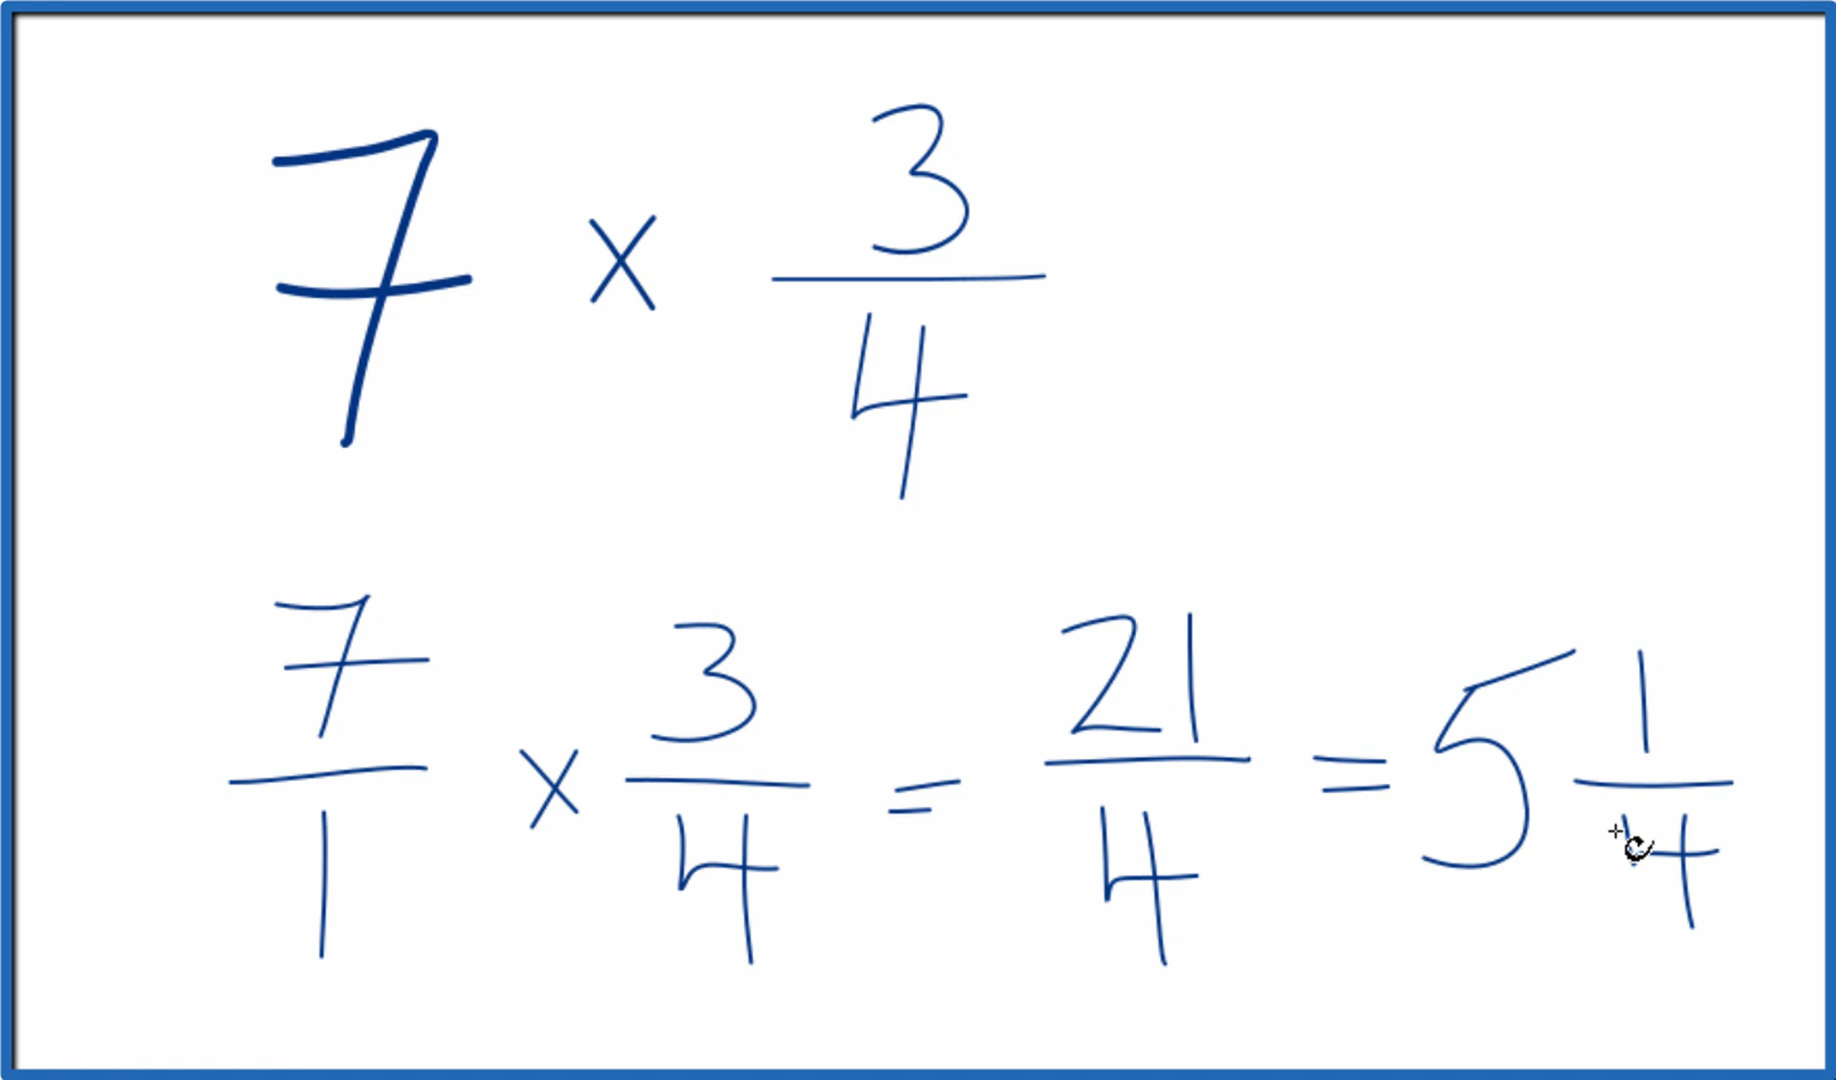 7 × 3/4
7/1 × 3/4 = 21/4 = 5 1/4